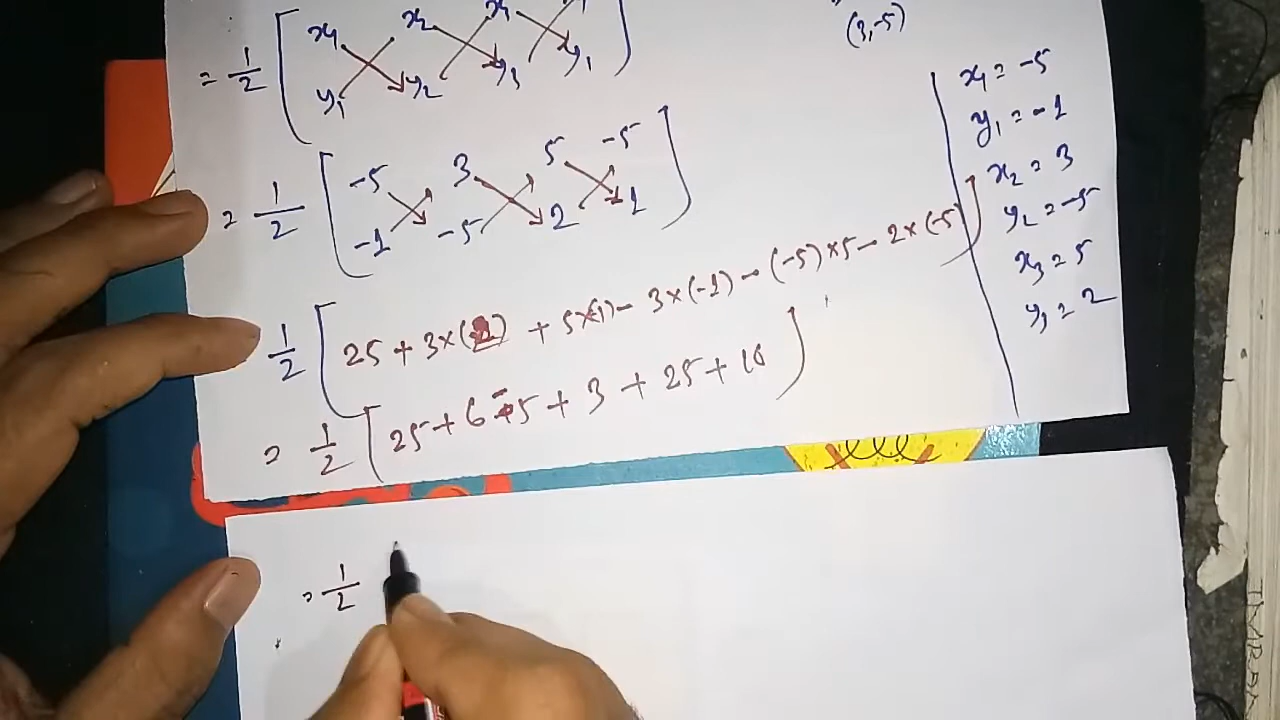 (3,-5)
= 1/2 [ x1 x2 x3
y1 y2 y3 y1 ]
= 1/2 [ -5 3 5 -5
-1 -5 2 1 ]
1/2 [ 25 + 3×(2) + 5×(-1) - 3×(-1) - (-5)×5 - 2×(-5) ]
= 1/2 [ 25 + 6 - 5 + 3 + 25 + 10 ]
= 1/2
x1 = -5
y1 = -1
x2 = 3
y2 = -5
x3 = 5
y3 = 2